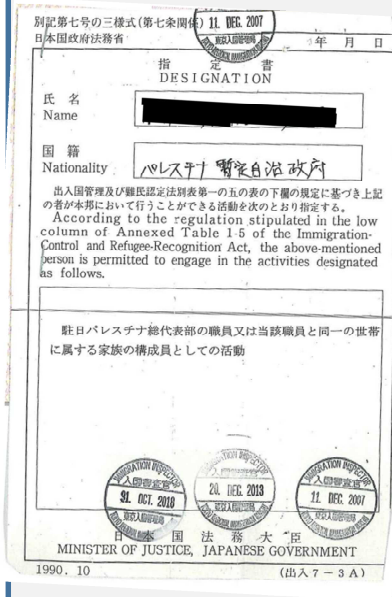 別記第七号の三様式(第七条関係)
11. DEC. 2007
日本国政府法務省
年 月 日
指 定 書
DESIGNATION
氏 名
Name
国 籍
Nationality
パレスチナ 暫定自治政府
出入国管理及び難民認定法別表第一の五の表の下欄の規定に基づき上記
の者が本邦において行うことができる活動を次のとおり指定する。
According to the regulation stipulated in the low
column of Annexed Table 1-5 of the Immigration-
Control and Refugee-Recognition Act, the above-mentioned
person is permitted to engage in the activities designated
as follows.
駐日パレスチナ総代表部の職員又は当該職員と同一の世帯
に属する家族の構成員としての活動
IMMIGRATION INSPECTOR
入国審査官
31. OCT. 2016
20. DEC. 2013
IMMIGRATION INSPECTOR
入国審査官
11. DEC. 2007
日 本 国 法 務 大 臣
MINISTER OF JUSTICE, JAPANESE GOVERNMENT
1990. 10
(出入7-3A)